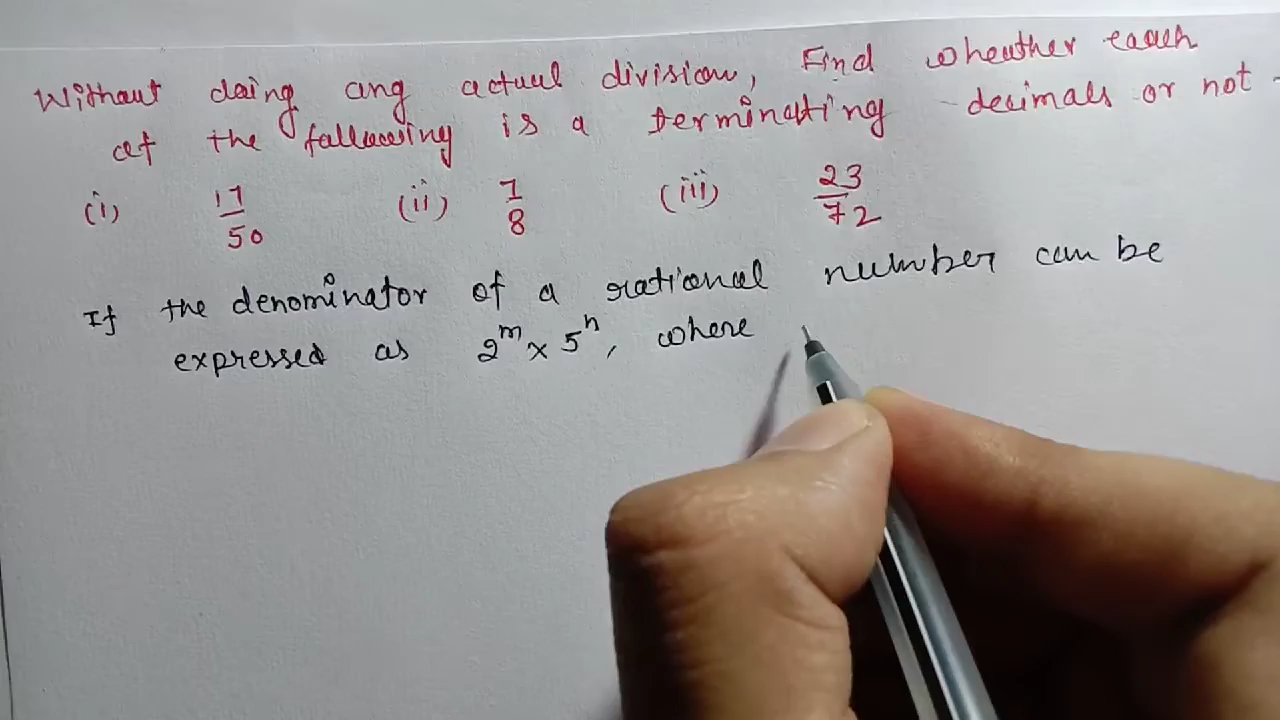 Without doing any actual division, Find wheather each
of the following is a terminating decimals or not -
(i) 17/50 (ii) 7/8 (iii) 23/72
If the denominator of a rational number can be
expressed as 2^m × 5^n, where